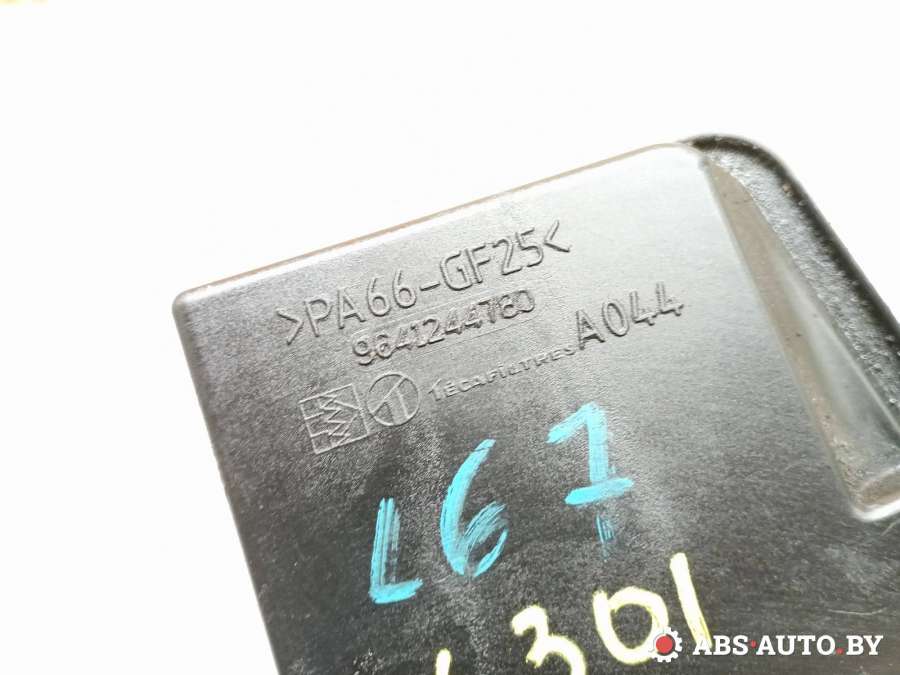 >PA66-GF25<
9641244780
TECAFILTRES A044
L67
301
ABS-AUTO.BY